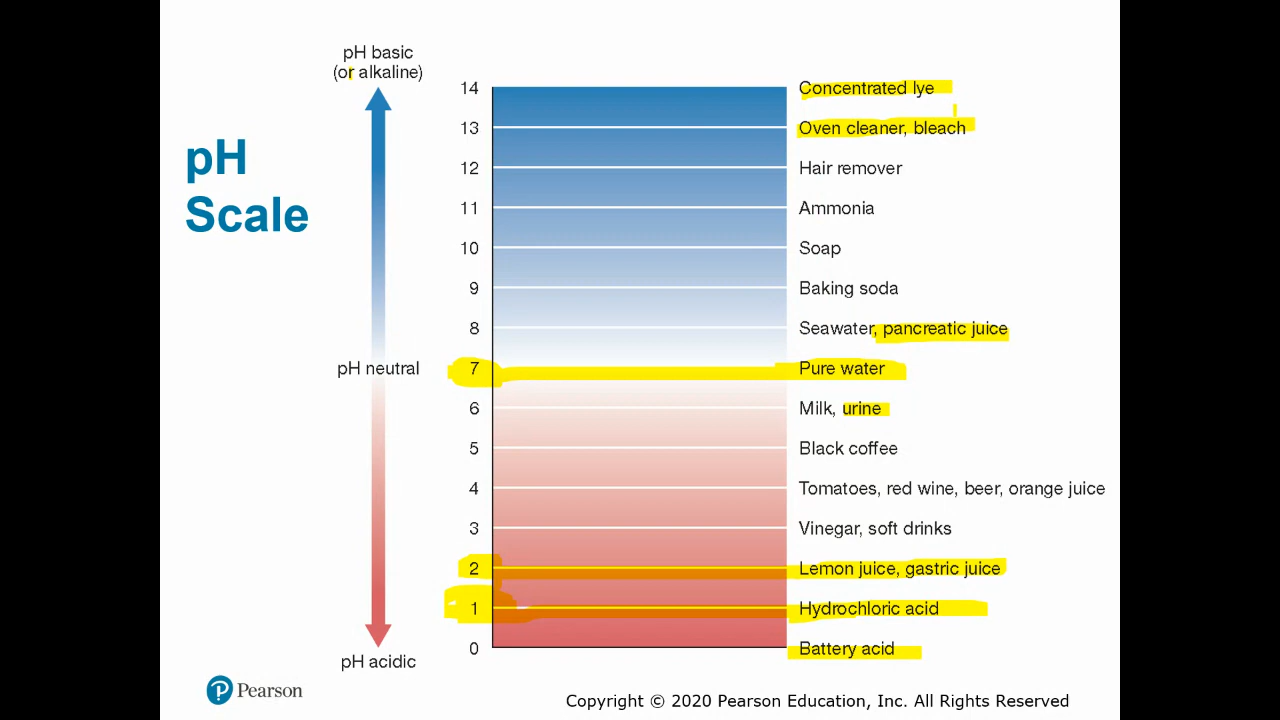 pH basic
(or alkaline)
pH
Scale
14 Concentrated lye
13 Oven cleaner, bleach
12 Hair remover
11 Ammonia
10 Soap
9 Baking soda
8 Seawater, pancreatic juice
pH neutral 7 Pure water
6 Milk, urine
5 Black coffee
4 Tomatoes, red wine, beer, orange juice
3 Vinegar, soft drinks
2 Lemon juice, gastric juice
1 Hydrochloric acid
0 Battery acid
pH acidic
P Pearson
Copyright © 2020 Pearson Education, Inc. All Rights Reserved